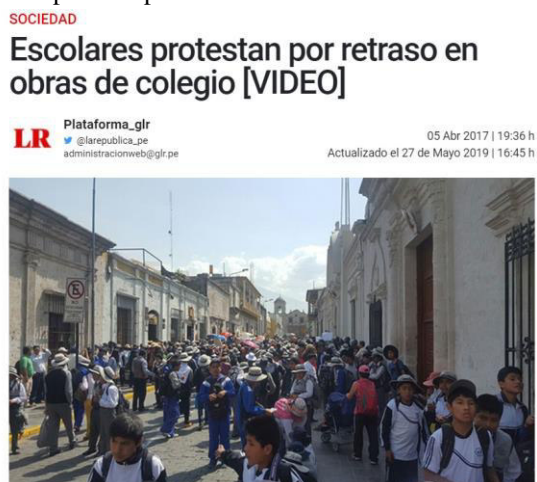 SOCIEDAD
Escolares protestan por retraso en
obras de colegio [VIDEO]
LR
Plataforma_glr
@larepublica_pe
administracionweb@glr.pe
05 Abr 2017 | 19:36 h
Actualizado el 27 de Mayo 2019 | 16:45 h